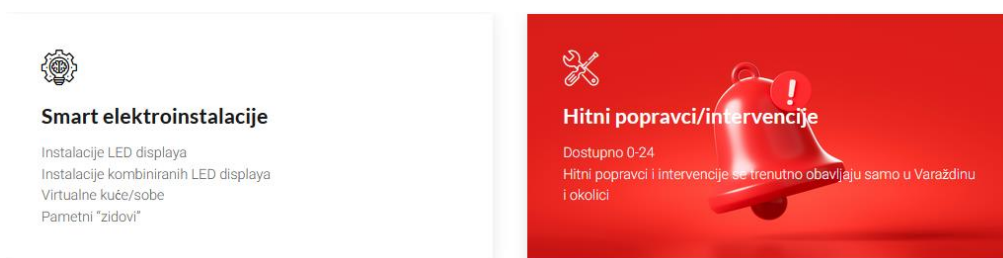 Smart elektroinstalacije
Instalacije LED displaya
Instalacije kombiniranih LED displaya
Virtualne kuće/sobe
Pametni “zidovi”
Hitni popravci/intervencije
Dostupno 0-24
Hitni popravci i intervencije se trenutno obavljaju samo u Varaždinu
i okolici